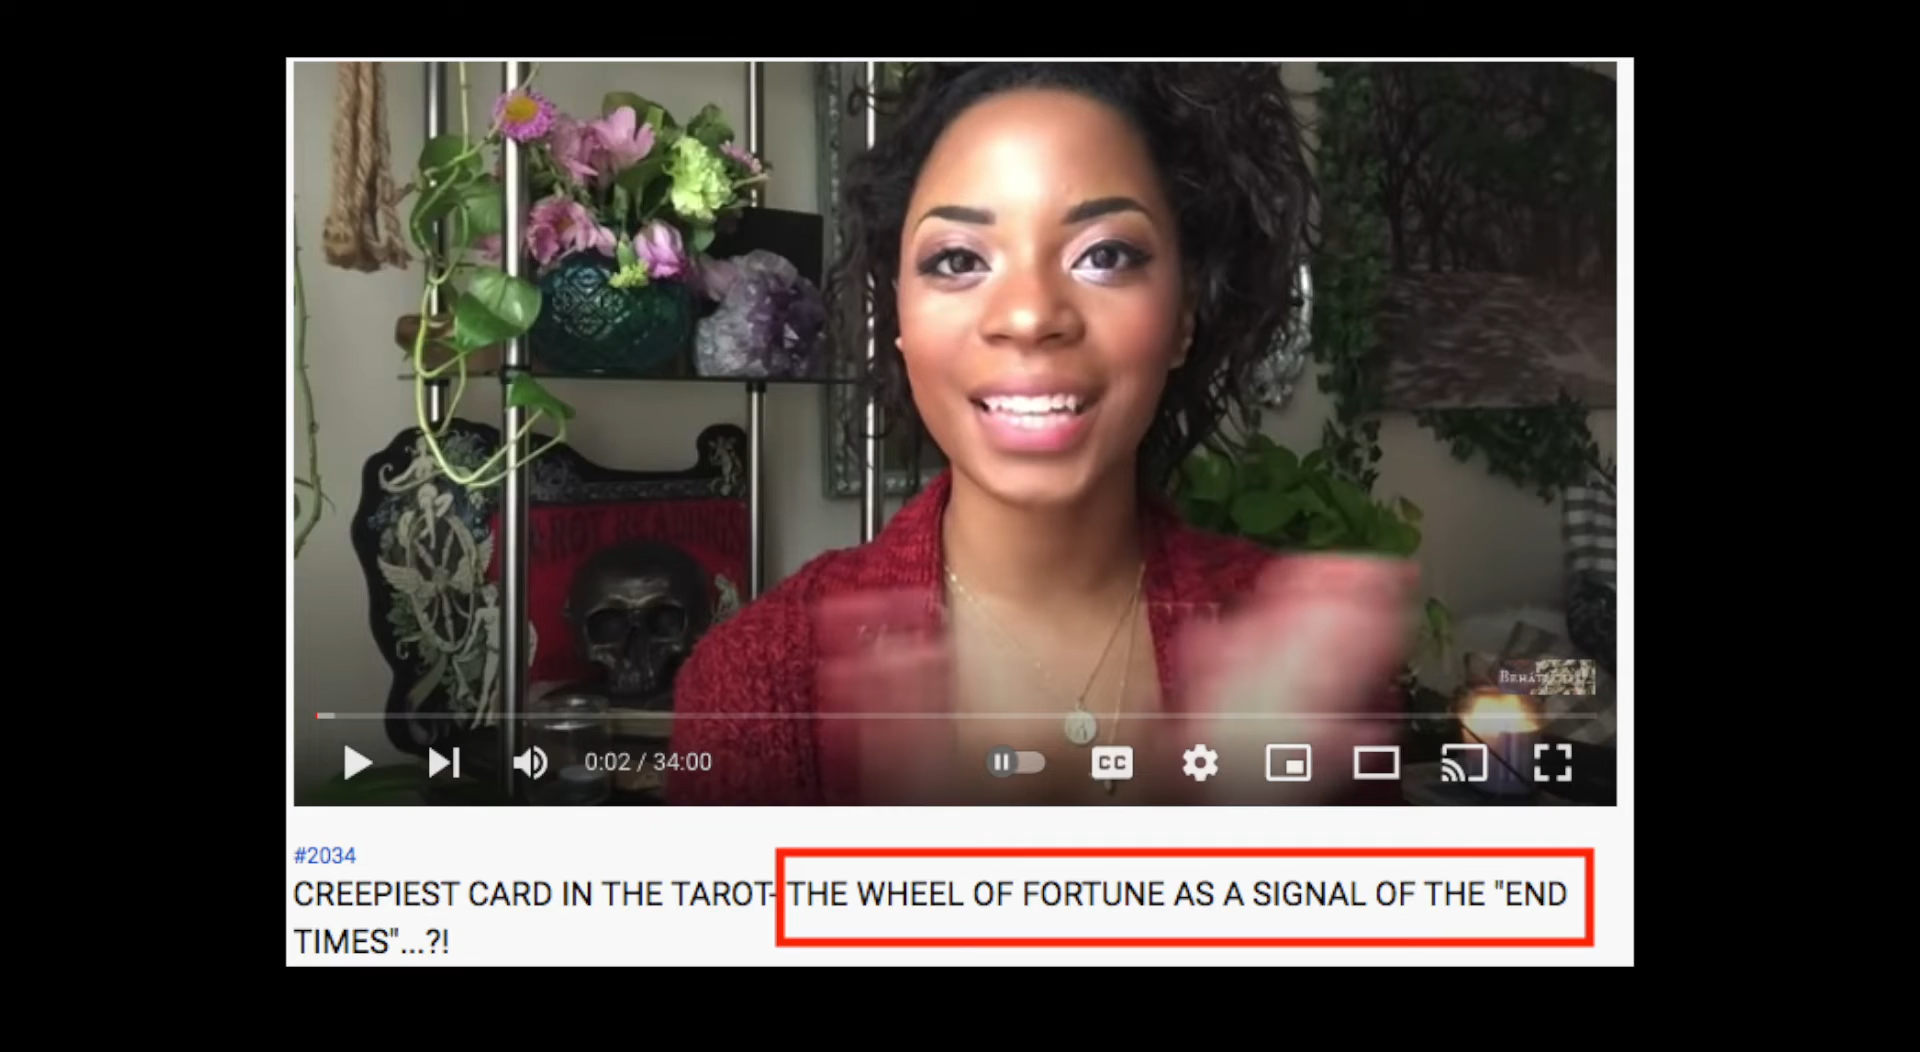 0:02 / 34:00
CC
#2034
CREEPIEST CARD IN THE TAROT- THE WHEEL OF FORTUNE AS A SIGNAL OF THE "END
TIMES"...?!